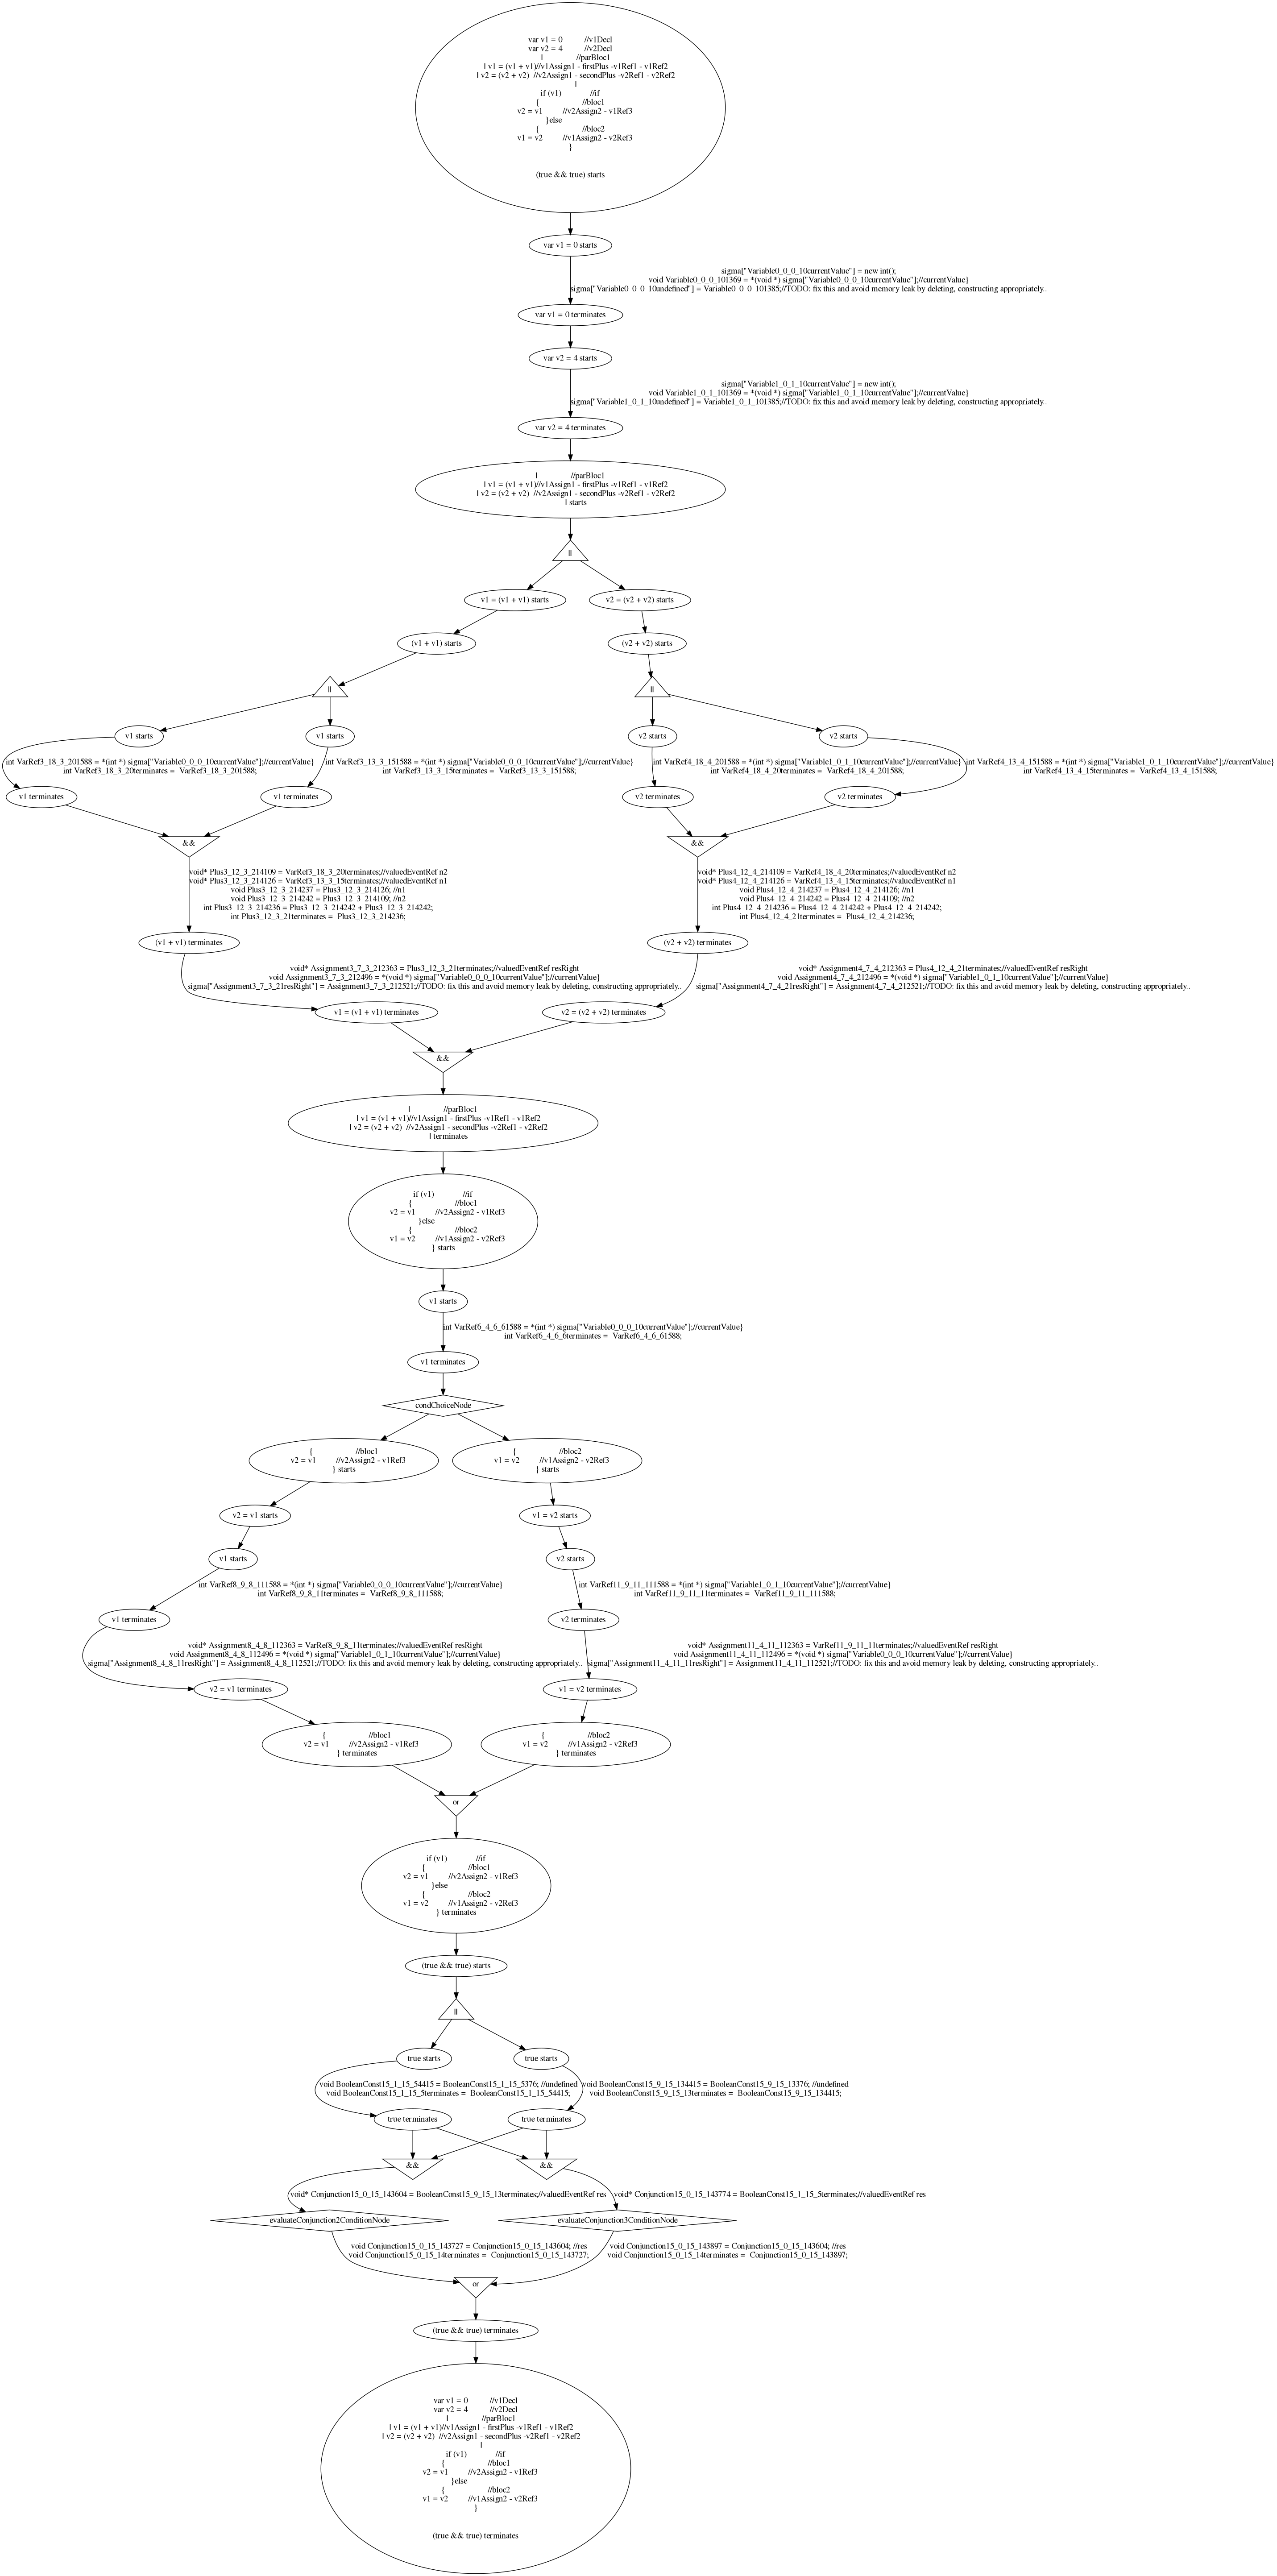 var v1 = 0 //v1Decl
var v2 = 4 //v2Decl
| //parBloc1
| v1 = (v1 + v1)//v1Assign1 - firstPlus -v1Ref1 - v1Ref2
| v2 = (v2 + v2) //v2Assign1 - secondPlus -v2Ref1 - v2Ref2
|
if (v1) //if
{ //bloc1
v2 = v1 //v2Assign2 - v1Ref3
}else
{ //bloc2
v1 = v2 //v1Assign2 - v2Ref3
}
(true && true) starts
var v1 = 0 starts
sigma["Variable0_0_0_10currentValue"] = new int();
void Variable0_0_0_101369 = *(void *) sigma["Variable0_0_0_10currentValue"];//currentValue}
sigma["Variable0_0_0_10undefined"] = Variable0_0_0_101385;//TODO: fix this and avoid memory leak by deleting, constructing appropriately..
var v1 = 0 terminates
var v2 = 4 starts
sigma["Variable1_0_1_10currentValue"] = new int();
void Variable1_0_1_101369 = *(void *) sigma["Variable1_0_1_10currentValue"];//currentValue}
sigma["Variable1_0_1_10undefined"] = Variable1_0_1_101385;//TODO: fix this and avoid memory leak by deleting, constructing appropriately..
var v2 = 4 terminates
| //parBloc1
| v1 = (v1 + v1)//v1Assign1 - firstPlus -v1Ref1 - v1Ref2
| v2 = (v2 + v2) //v2Assign1 - secondPlus -v2Ref1 - v2Ref2
| starts
||
v1 = (v1 + v1) starts
v2 = (v2 + v2) starts
(v1 + v1) starts
(v2 + v2) starts
||
||
v1 starts
v1 starts
v2 starts
v2 starts
int VarRef3_18_3_201588 = *(int *) sigma["Variable0_0_0_10currentValue"];//currentValue}
int VarRef3_18_3_20terminates = VarRef3_18_3_201588;
int VarRef3_13_3_151588 = *(int *) sigma["Variable0_0_0_10currentValue"];//currentValue}
int VarRef3_13_3_15terminates = VarRef3_13_3_151588;
int VarRef4_18_4_201588 = *(int *) sigma["Variable1_0_1_10currentValue"];//currentValue}
int VarRef4_18_4_20terminates = VarRef4_18_4_201588;
int VarRef4_13_4_151588 = *(int *) sigma["Variable1_0_1_10currentValue"];//currentValue}
int VarRef4_13_4_15terminates = VarRef4_13_4_151588;
v1 terminates
v1 terminates
v2 terminates
v2 terminates
&&
&&
void* Plus3_12_3_214109 = VarRef3_18_3_20terminates;//valuedEventRef n2
void* Plus3_12_3_214126 = VarRef3_13_3_15terminates;//valuedEventRef n1
void Plus3_12_3_214237 = Plus3_12_3_214126; //n1
void Plus3_12_3_214242 = Plus3_12_3_214109; //n2
int Plus3_12_3_214236 = Plus3_12_3_214242 + Plus3_12_3_214242;
int Plus3_12_3_21terminates = Plus3_12_3_214236;
void* Plus4_12_4_214109 = VarRef4_18_4_20terminates;//valuedEventRef n2
void* Plus4_12_4_214126 = VarRef4_13_4_15terminates;//valuedEventRef n1
void Plus4_12_4_214237 = Plus4_12_4_214126; //n1
void Plus4_12_4_214242 = Plus4_12_4_214109; //n2
int Plus4_12_4_214236 = Plus4_12_4_214242 + Plus4_12_4_214242;
int Plus4_12_4_21terminates = Plus4_12_4_214236;
(v1 + v1) terminates
(v2 + v2) terminates
void* Assignment3_7_3_212363 = Plus3_12_3_21terminates;//valuedEventRef resRight
void Assignment3_7_3_212496 = *(void *) sigma["Variable0_0_0_10currentValue"];//currentValue}
sigma["Assignment3_7_3_21resRight"] = Assignment3_7_3_212521;//TODO: fix this and avoid memory leak by deleting, constructing appropriately..
void* Assignment4_7_4_212363 = Plus4_12_4_21terminates;//valuedEventRef resRight
void Assignment4_7_4_212496 = *(void *) sigma["Variable1_0_1_10currentValue"];//currentValue}
sigma["Assignment4_7_4_21resRight"] = Assignment4_7_4_212521;//TODO: fix this and avoid memory leak by deleting, constructing appropriately..
v1 = (v1 + v1) terminates
v2 = (v2 + v2) terminates
&&
| //parBloc1
| v1 = (v1 + v1)//v1Assign1 - firstPlus -v1Ref1 - v1Ref2
| v2 = (v2 + v2) //v2Assign1 - secondPlus -v2Ref1 - v2Ref2
| terminates
if (v1) //if
{ //bloc1
v2 = v1 //v2Assign2 - v1Ref3
}else
{ //bloc2
v1 = v2 //v1Assign2 - v2Ref3
} starts
v1 starts
int VarRef6_4_6_61588 = *(int *) sigma["Variable0_0_0_10currentValue"];//currentValue}
int VarRef6_4_6_6terminates = VarRef6_4_6_61588;
v1 terminates
condChoiceNode
{ //bloc1
v2 = v1 //v2Assign2 - v1Ref3
} starts
{ //bloc2
v1 = v2 //v1Assign2 - v2Ref3
} starts
v2 = v1 starts
v1 = v2 starts
v1 starts
v2 starts
int VarRef8_9_8_111588 = *(int *) sigma["Variable0_0_0_10currentValue"];//currentValue}
int VarRef8_9_8_11terminates = VarRef8_9_8_111588;
int VarRef11_9_11_111588 = *(int *) sigma["Variable1_0_1_10currentValue"];//currentValue}
int VarRef11_9_11_11terminates = VarRef11_9_11_111588;
v1 terminates
v2 terminates
void* Assignment8_4_8_112363 = VarRef8_9_8_11terminates;//valuedEventRef resRight
void Assignment8_4_8_112496 = *(void *) sigma["Variable1_0_1_10currentValue"];//currentValue}
sigma["Assignment8_4_8_11resRight"] = Assignment8_4_8_112521;//TODO: fix this and avoid memory leak by deleting, constructing appropriately..
void* Assignment11_4_11_112363 = VarRef11_9_11_11terminates;//valuedEventRef resRight
void Assignment11_4_11_112496 = *(void *) sigma["Variable0_0_0_10currentValue"];//currentValue}
sigma["Assignment11_4_11_11resRight"] = Assignment11_4_11_112521;//TODO: fix this and avoid memory leak by deleting, constructing appropriately..
v2 = v1 terminates
v1 = v2 terminates
{ //bloc1
v2 = v1 //v2Assign2 - v1Ref3
} terminates
{ //bloc2
v1 = v2 //v1Assign2 - v2Ref3
} terminates
or
if (v1) //if
{ //bloc1
v2 = v1 //v2Assign2 - v1Ref3
}else
{ //bloc2
v1 = v2 //v1Assign2 - v2Ref3
} terminates
(true && true) starts
||
true starts
true starts
void BooleanConst15_1_15_54415 = BooleanConst15_1_15_5376; //undefined
void BooleanConst15_1_15_5terminates = BooleanConst15_1_15_54415;
void BooleanConst15_9_15_134415 = BooleanConst15_9_15_13376; //undefined
void BooleanConst15_9_15_13terminates = BooleanConst15_9_15_134415;
true terminates
true terminates
&&
&&
void* Conjunction15_0_15_143604 = BooleanConst15_9_15_13terminates;//valuedEventRef res
void* Conjunction15_0_15_143774 = BooleanConst15_1_15_5terminates;//valuedEventRef res
evaluateConjunction2ConditionNode
evaluateConjunction3ConditionNode
void Conjunction15_0_15_143727 = Conjunction15_0_15_143604; //res
void Conjunction15_0_15_14terminates = Conjunction15_0_15_143727;
void Conjunction15_0_15_143897 = Conjunction15_0_15_143604; //res
void Conjunction15_0_15_14terminates = Conjunction15_0_15_143897;
or
(true && true) terminates
var v1 = 0 //v1Decl
var v2 = 4 //v2Decl
| //parBloc1
| v1 = (v1 + v1)//v1Assign1 - firstPlus -v1Ref1 - v1Ref2
| v2 = (v2 + v2) //v2Assign1 - secondPlus -v2Ref1 - v2Ref2
|
if (v1) //if
{ //bloc1
v2 = v1 //v2Assign2 - v1Ref3
}else
{ //bloc2
v1 = v2 //v1Assign2 - v2Ref3
}
(true && true) terminates